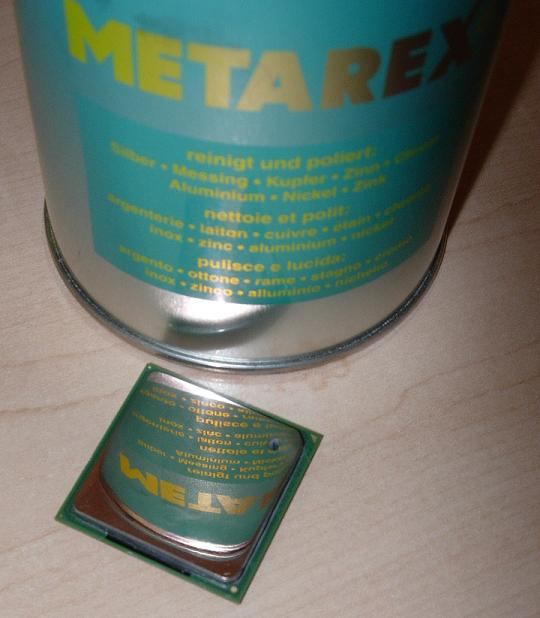 METAREX
reinigt und poliert:
Silber • Messing • Kupfer • Zinn • Chrom
Aluminium • Nickel • Zink
nettoie et polit:
argenterie • laiton • cuivre • étain • chrome
inox • zinc • aluminium • nickel
pulisce e lucida:
argento • ottone • rame • stagno • cromo
inox • zinco • alluminio • nichelio
META